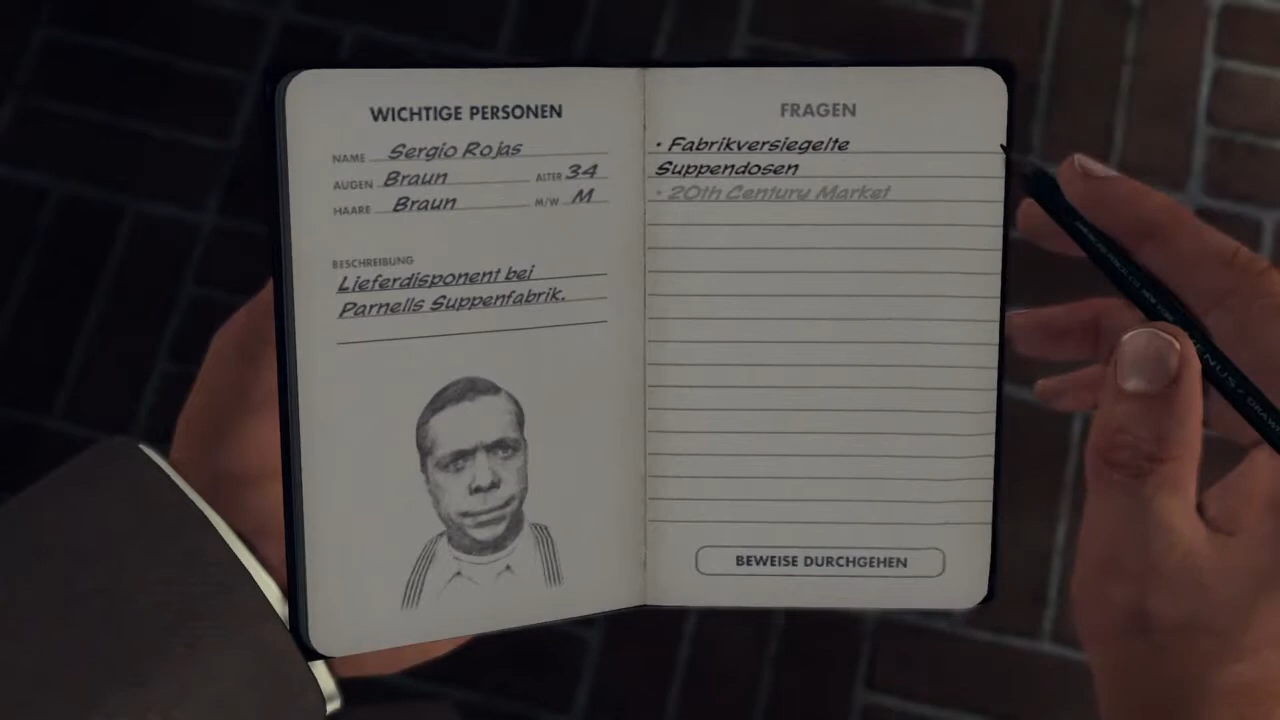 WICHTIGE PERSONEN
NAME Sergio Rojas
AUGEN Braun ALTER 34
HAARE Braun M/W M
BESCHREIBUNG
Lieferdisponent bei
Parnells Suppenfabrik.
FRAGEN
• Fabrikversiegelte
Suppendosen
• 20th Century Market
BEWEISE DURCHGEHEN